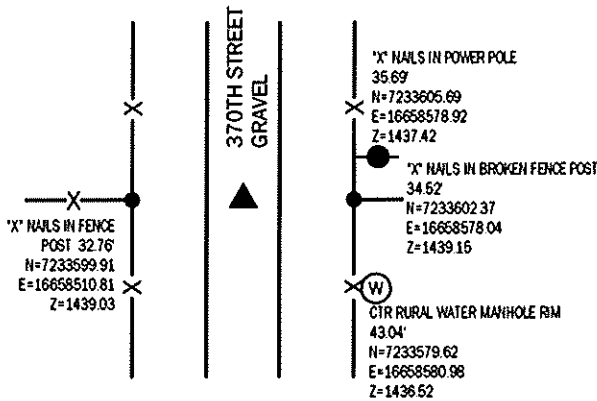 370TH STREET
GRAVEL
"X" NAILS IN POWER POLE
35.69'
N=7233605.69
E=16658578.92
Z=1437.42
"X" NAILS IN BROKEN FENCE POST
34.52'
N=7233602.37
E=16658578.04
Z=1439.15
"X" NAILS IN FENCE
POST 32.76'
N=7233599.91
E=16658510.81
Z=1439.03
W
CTR RURAL WATER MANHOLE RIM
43.04'
N=7233579.62
E=16658580.98
Z=1436.52